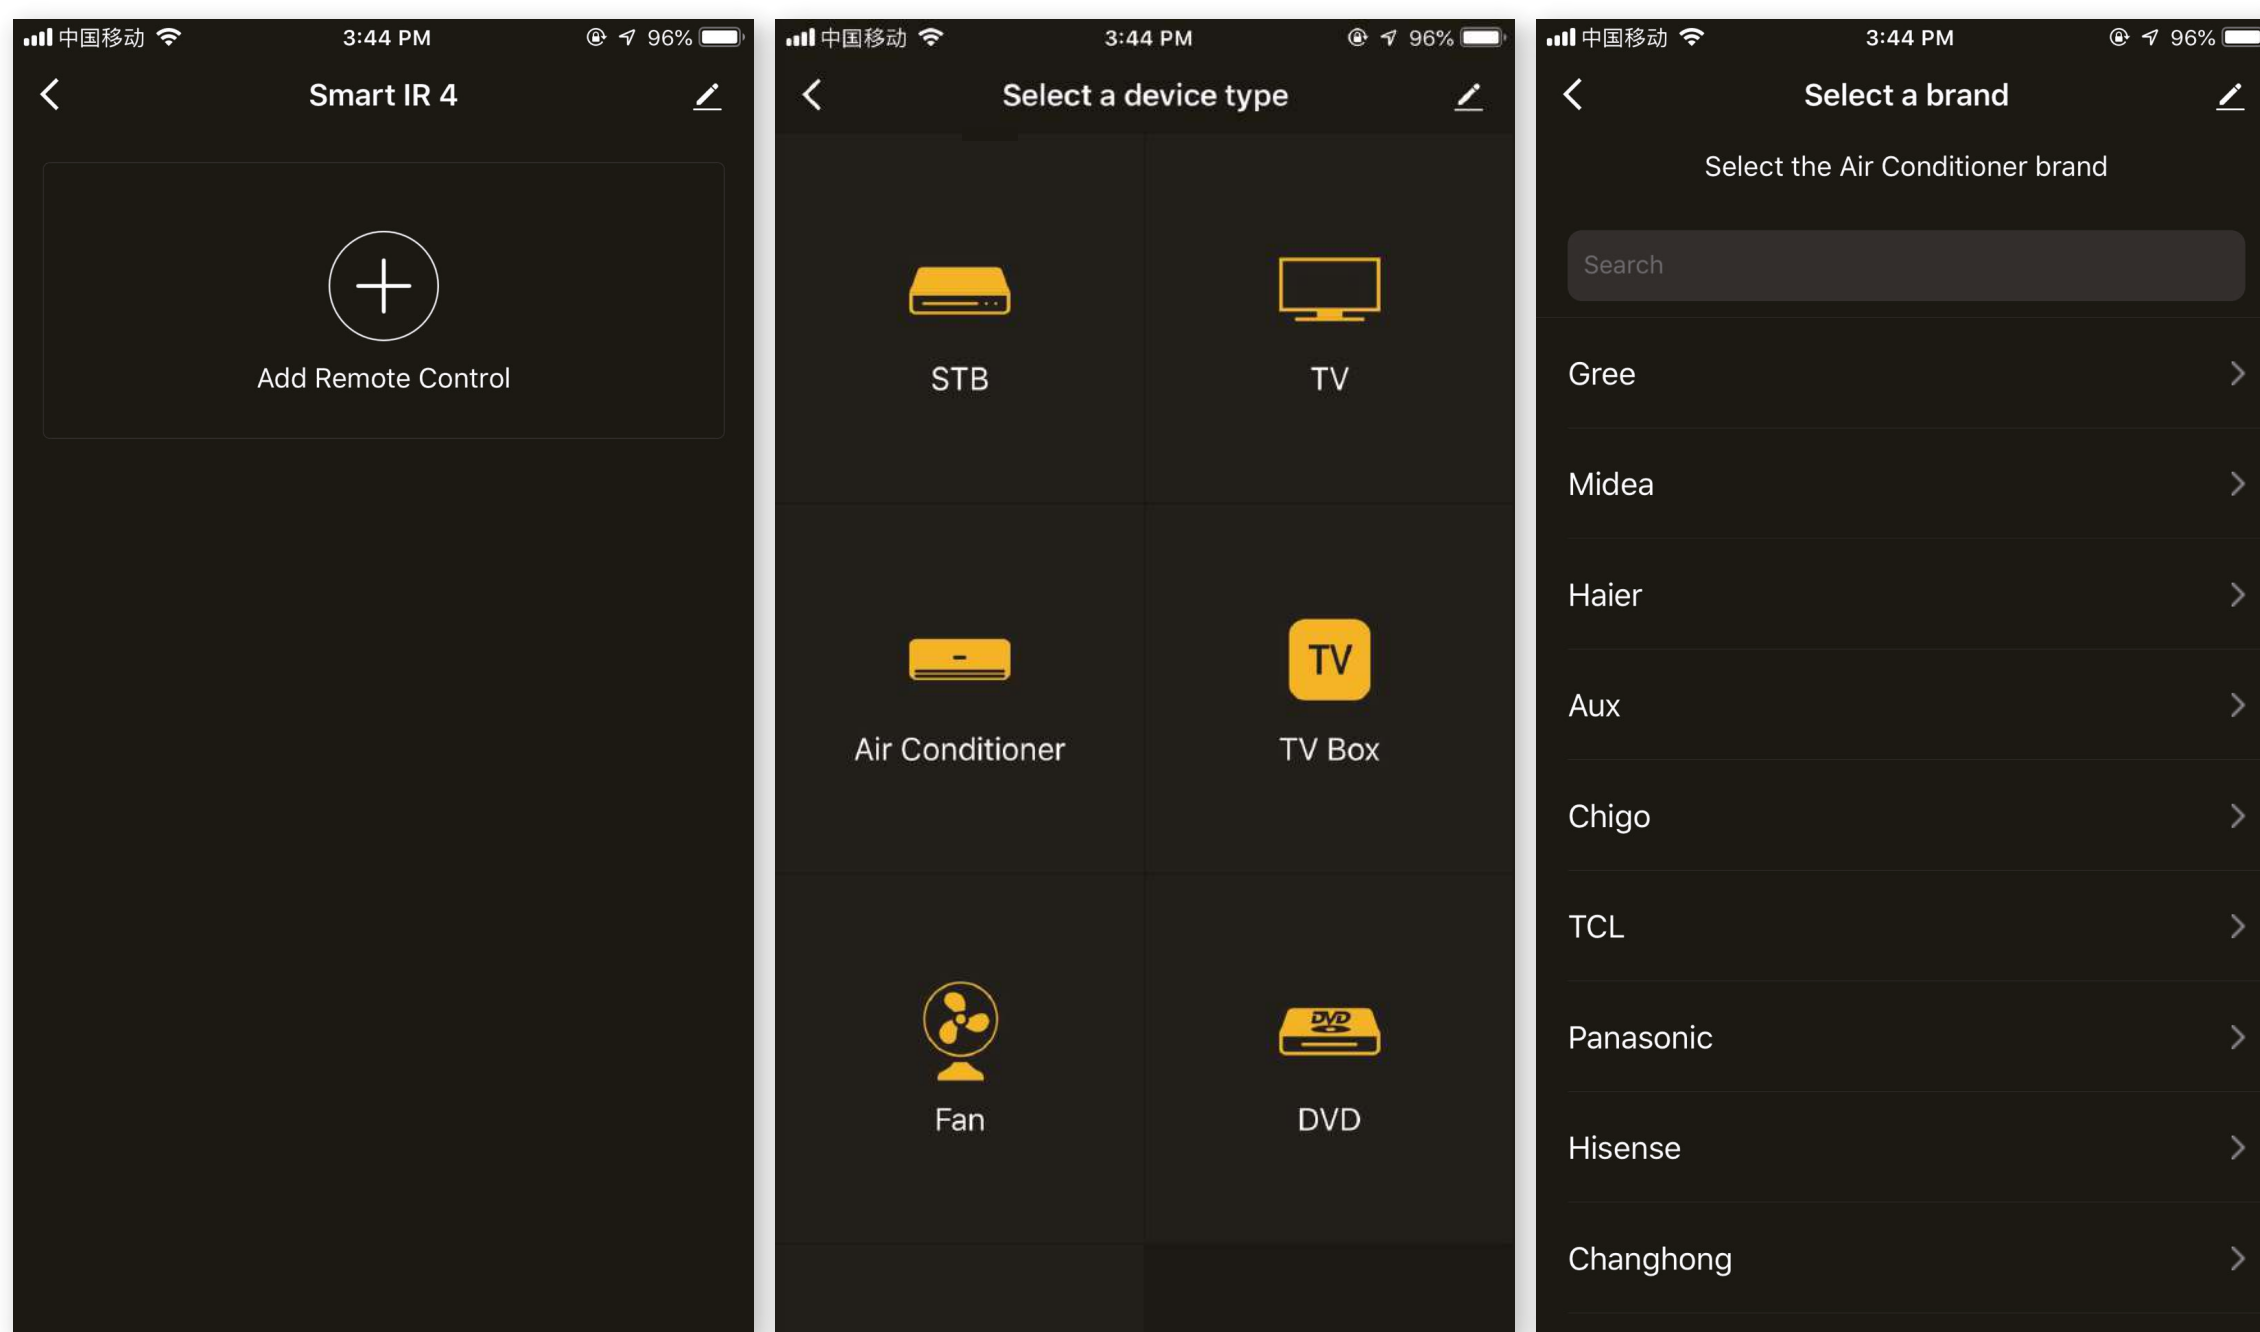 中国移动 3:44 PM 96%
Smart IR 4
Add Remote Control
中国移动 3:44 PM 96%
Select a device type
STB TV
TV
Air Conditioner TV Box
DVD
Fan DVD
中国移动 3:44 PM 96%
Select a brand
Select the Air Conditioner brand
Search
Gree
Midea
Haier
Aux
Chigo
TCL
Panasonic
Hisense
Changhong